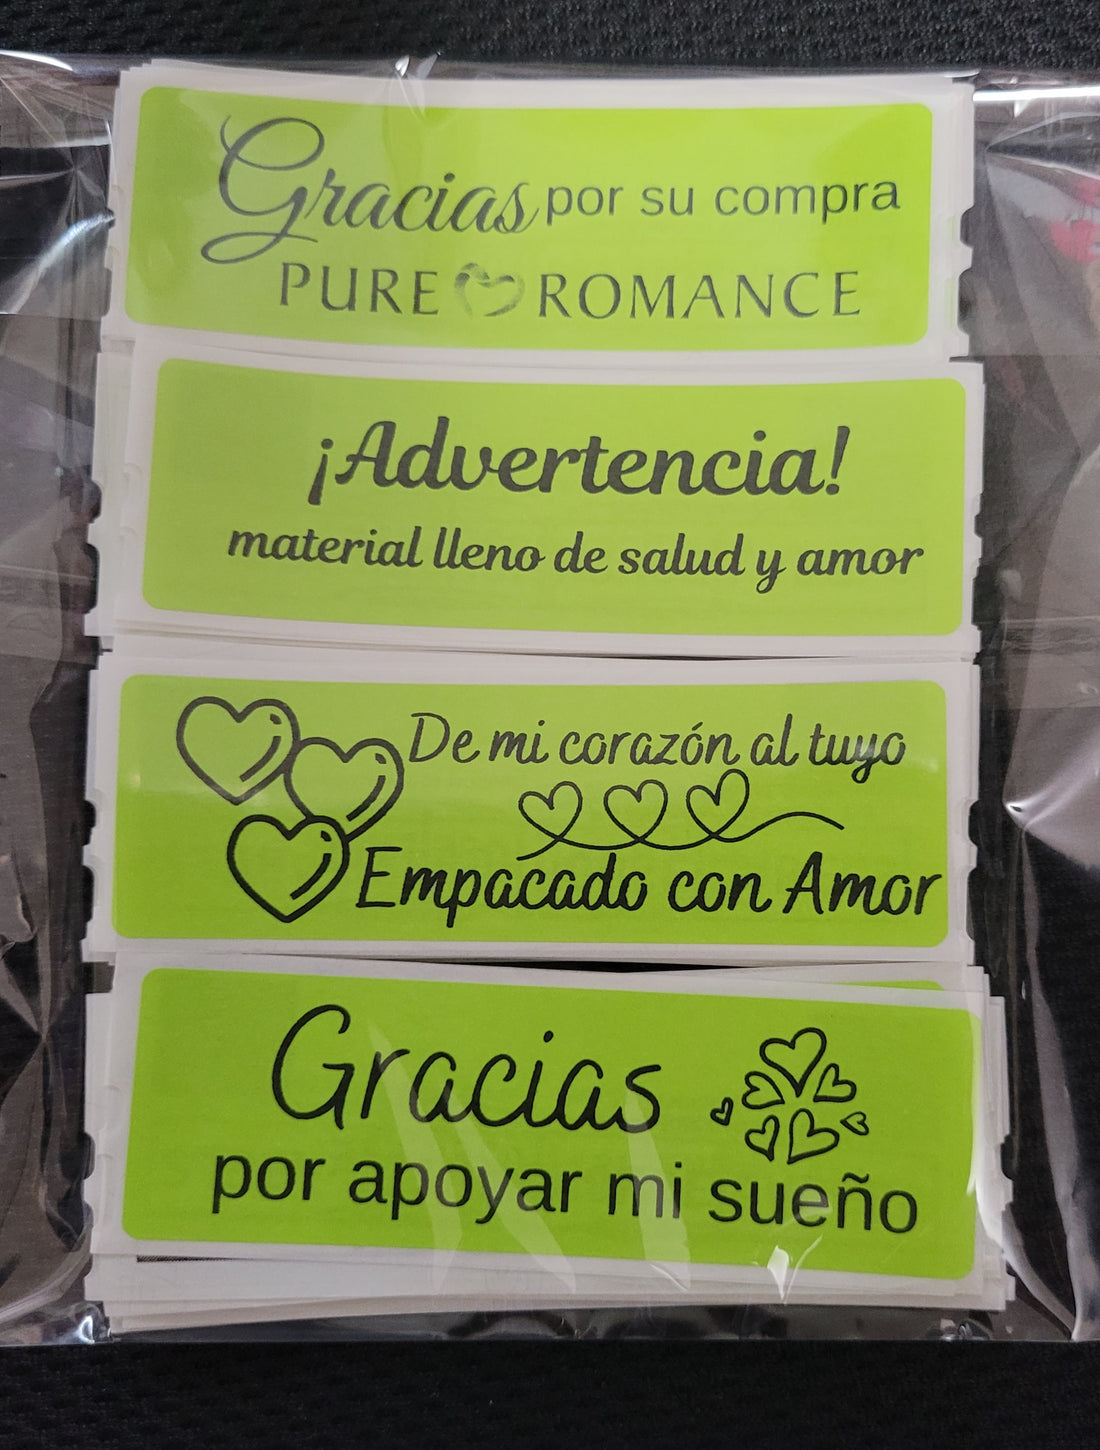 Gracias por su compra
PURE ROMANCE
¡Advertencia!
material lleno de salud y amor
De mi corazón al tuyo
Empacado con Amor
Gracias
por apoyar mi sueño